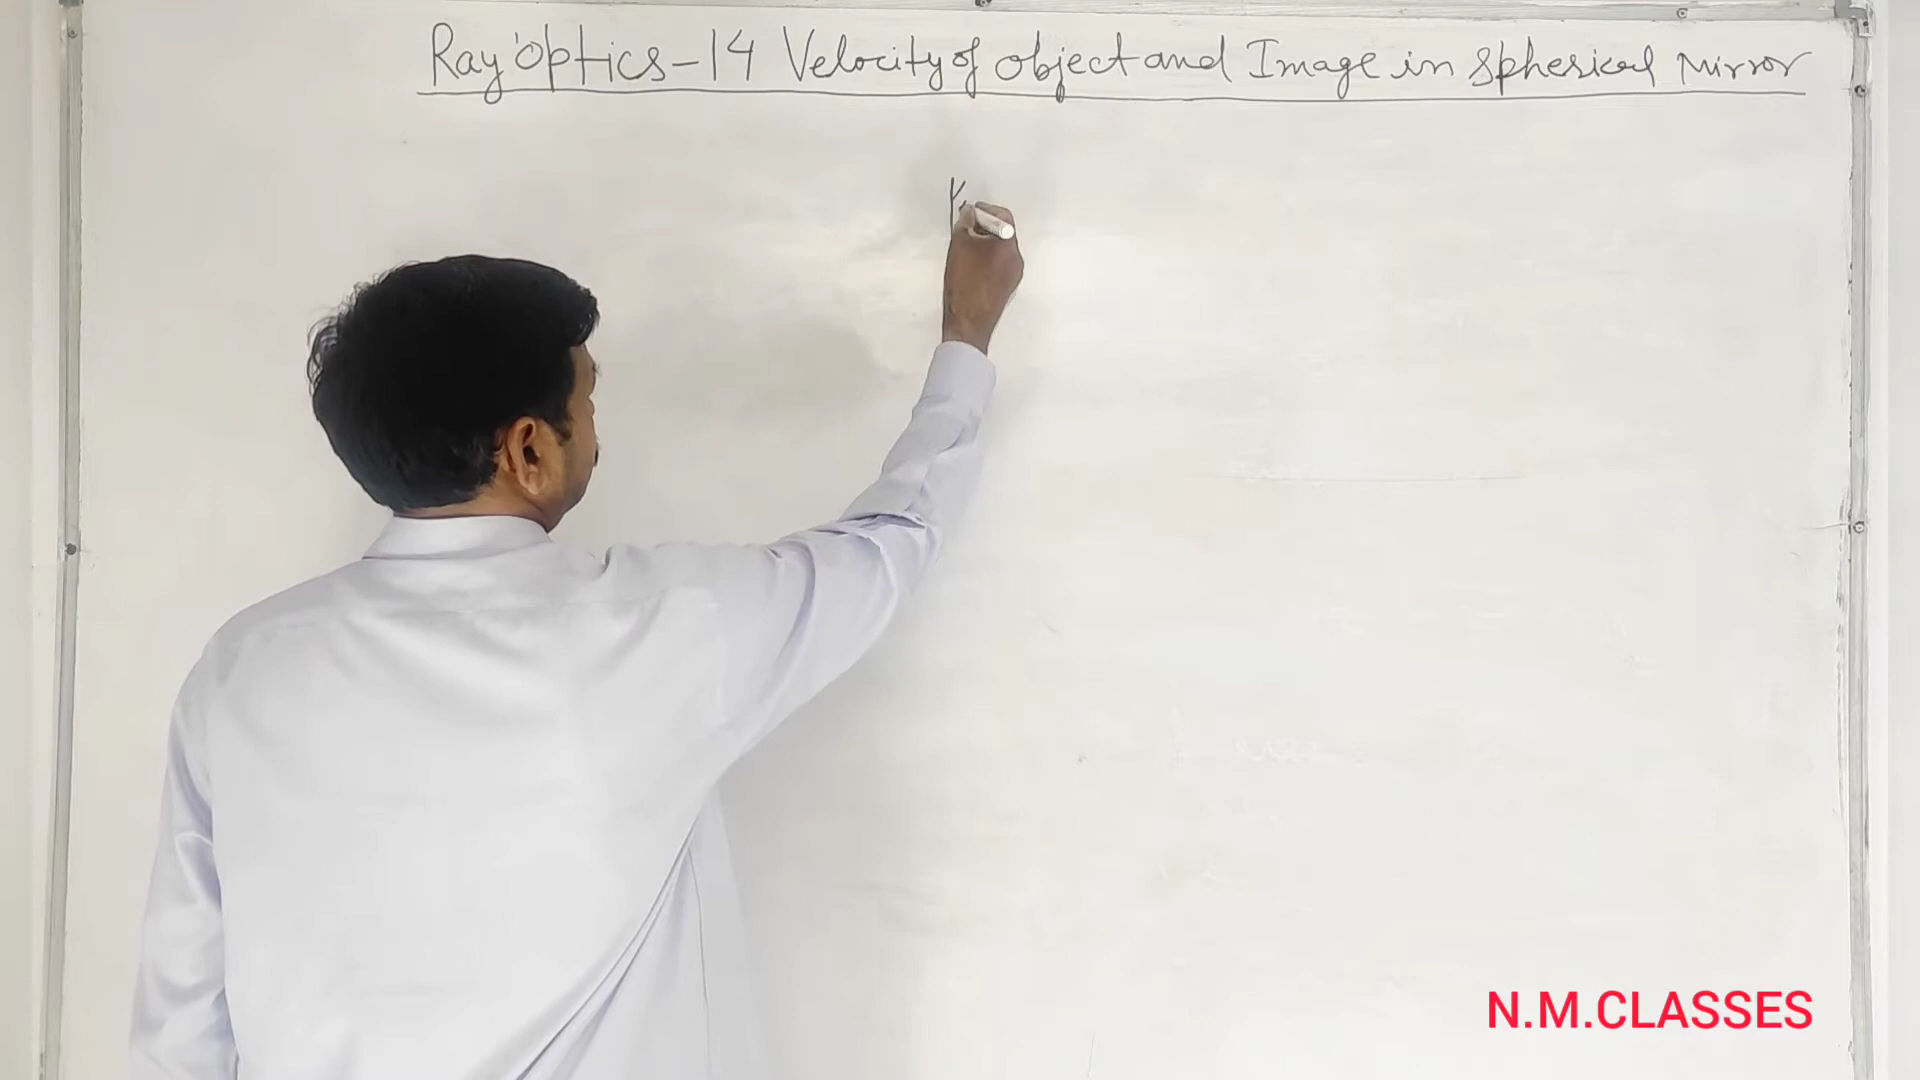 Ray Optics-14 Velocity of object and Image in Spherical Mirror
N.M.CLASSES